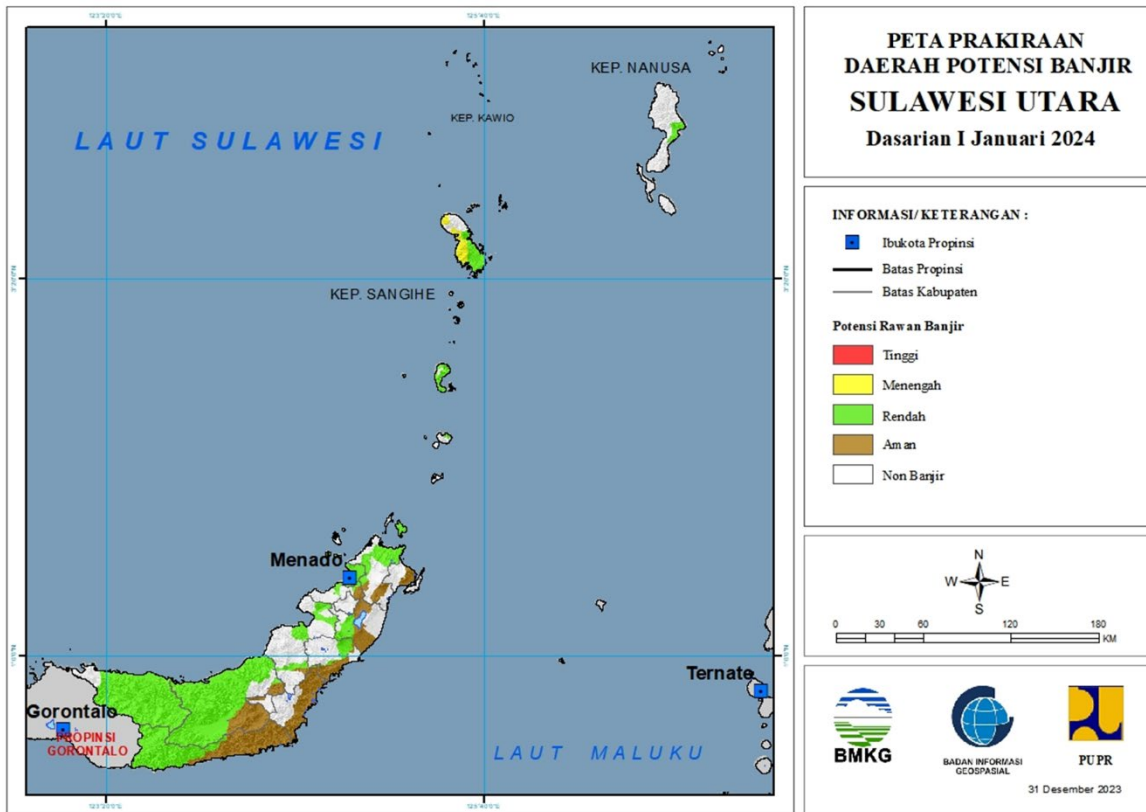 PETA PRAKIRAAN
DAERAH POTENSI BANJIR
SULAWESI UTARA
Dasarian I Januari 2024
INFORMASI/ KETERANGAN :
Ibukota Propinsi
Batas Propinsi
Batas Kabupaten
Potensi Rawan Banjir
Tinggi
Menengah
Rendah
Aman
Non Banjir
N
W E
S
0 30 60 120 180
KM
BMKG
BADAN INFORMASI
GEOSPASIAL
PUPR
31 Desember 2023
KEP. NANUSA
KEP. KAWIO
LAUT SULAWESI
KEP. SANGIHE
Menado
Ternate
Gorontalo
PROPINSI
GORONTALO
LAUT MALUKU